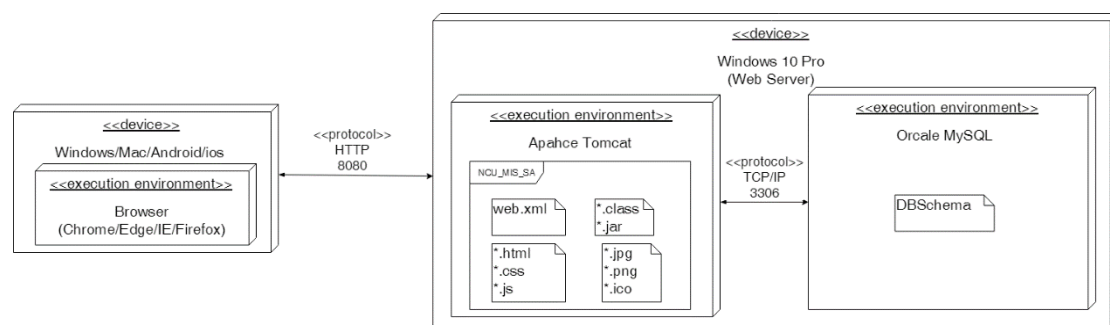 <<device>>
Windows 10 Pro
(Web Server)
<<device>>
Windows/Mac/Android/ios
<<execution environment>>
Browser
(Chrome/Edge/IE/Firefox)
<<protocol>>
HTTP
8080
<<execution environment>>
Apahce Tomcat
NCU_MIS_SA
web.xml
*.class
*.jar
*.html
*.css
*.js
*.jpg
*.png
*.ico
<<protocol>>
TCP/IP
3306
<<execution environment>>
Orcale MySQL
DBSchema